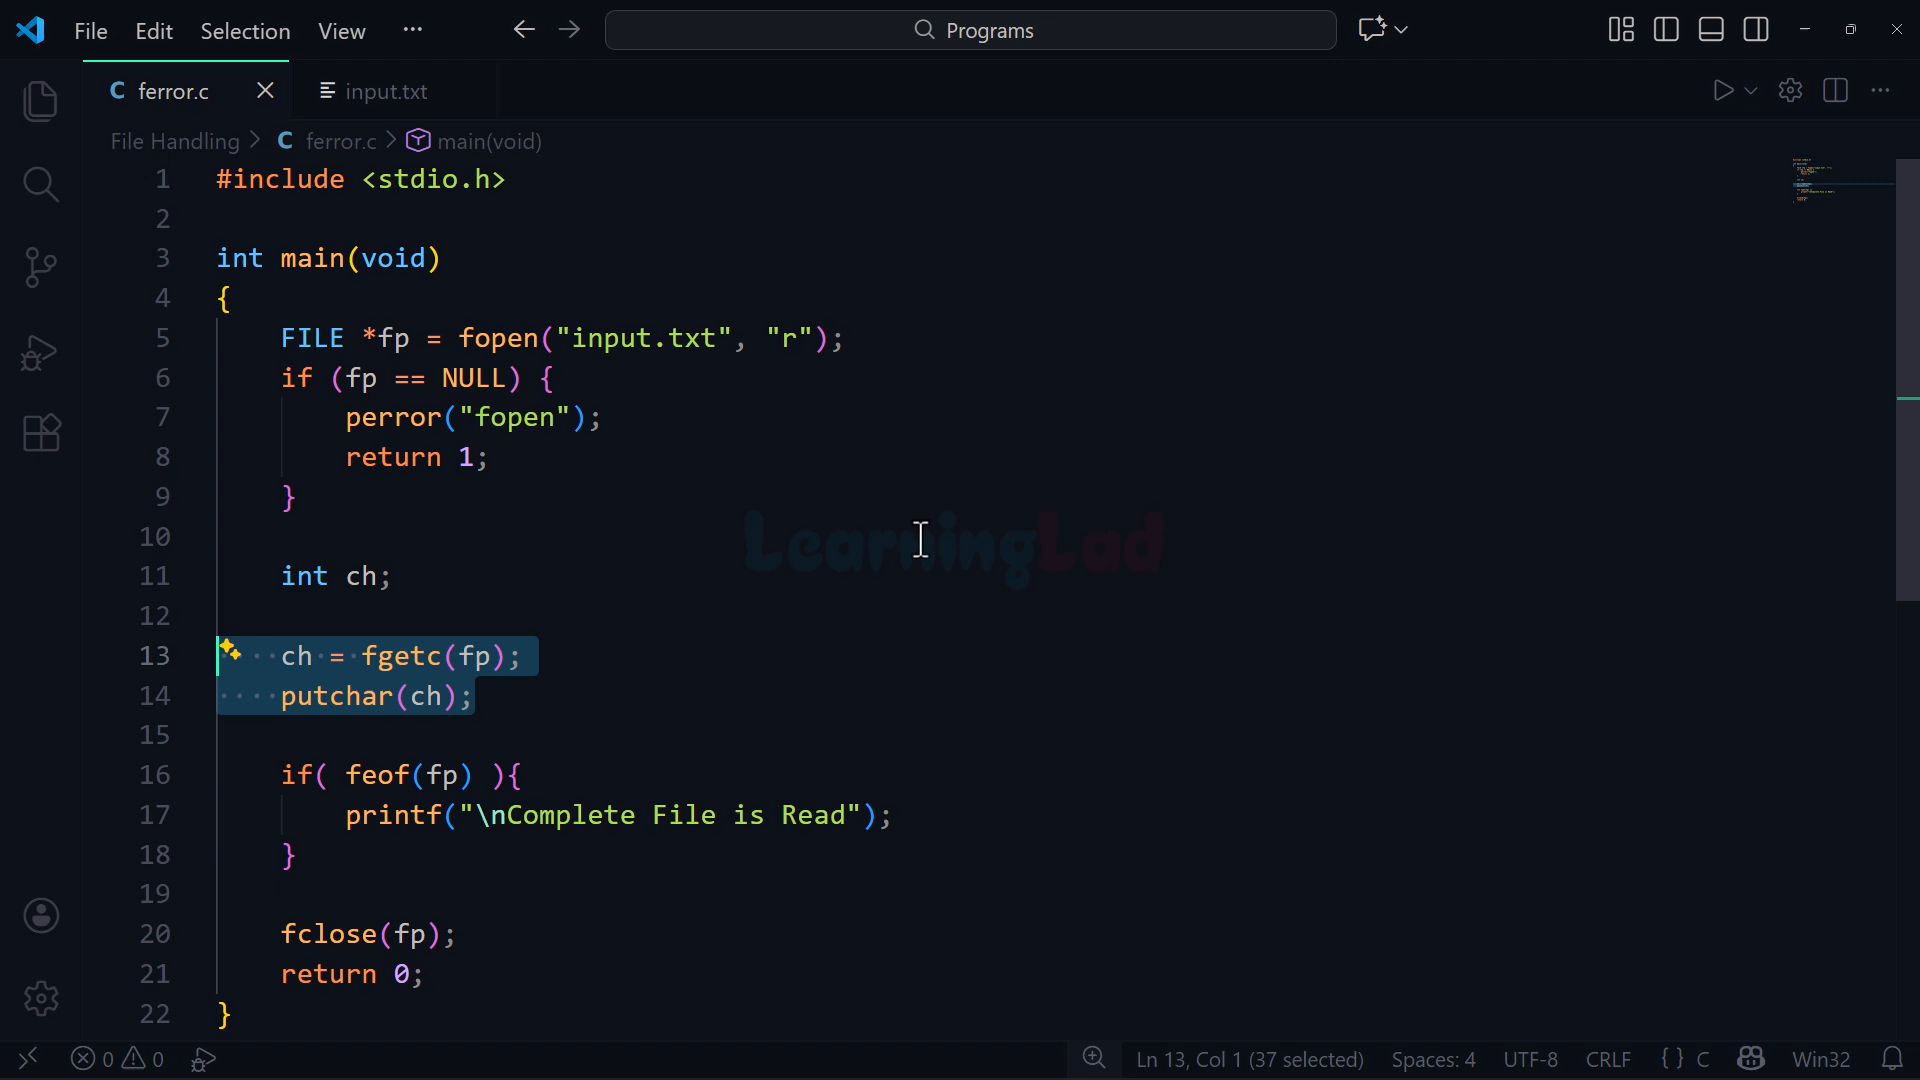 File Edit Selection View ··· Programs
ferror.c input.txt
File Handling > C ferror.c > main(void)
1 #include <stdio.h>
2
3 int main(void)
4 {
5 FILE *fp = fopen("input.txt", "r");
6 if (fp == NULL) {
7 perror("fopen");
8 return 1;
9 }
10
11 int ch;
12
13 ch = fgetc(fp);
14 putchar(ch);
15
16 if( feof(fp) ){
17 printf("\nComplete File is Read");
18 }
19
20 fclose(fp);
21 return 0;
22 }
LearningLad
0 0 Ln 13, Col 1 (37 selected) Spaces: 4 UTF-8 CRLF {} C Win32